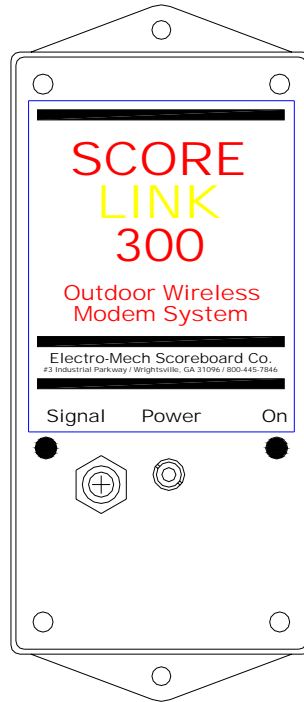 SCORE
LINK
300
Outdoor Wireless
Modem System
Electro-Mech Scoreboard Co.
#3 Industrial Parkway / Wrightsville, GA 31096 / 800-445-7846
Signal Power On